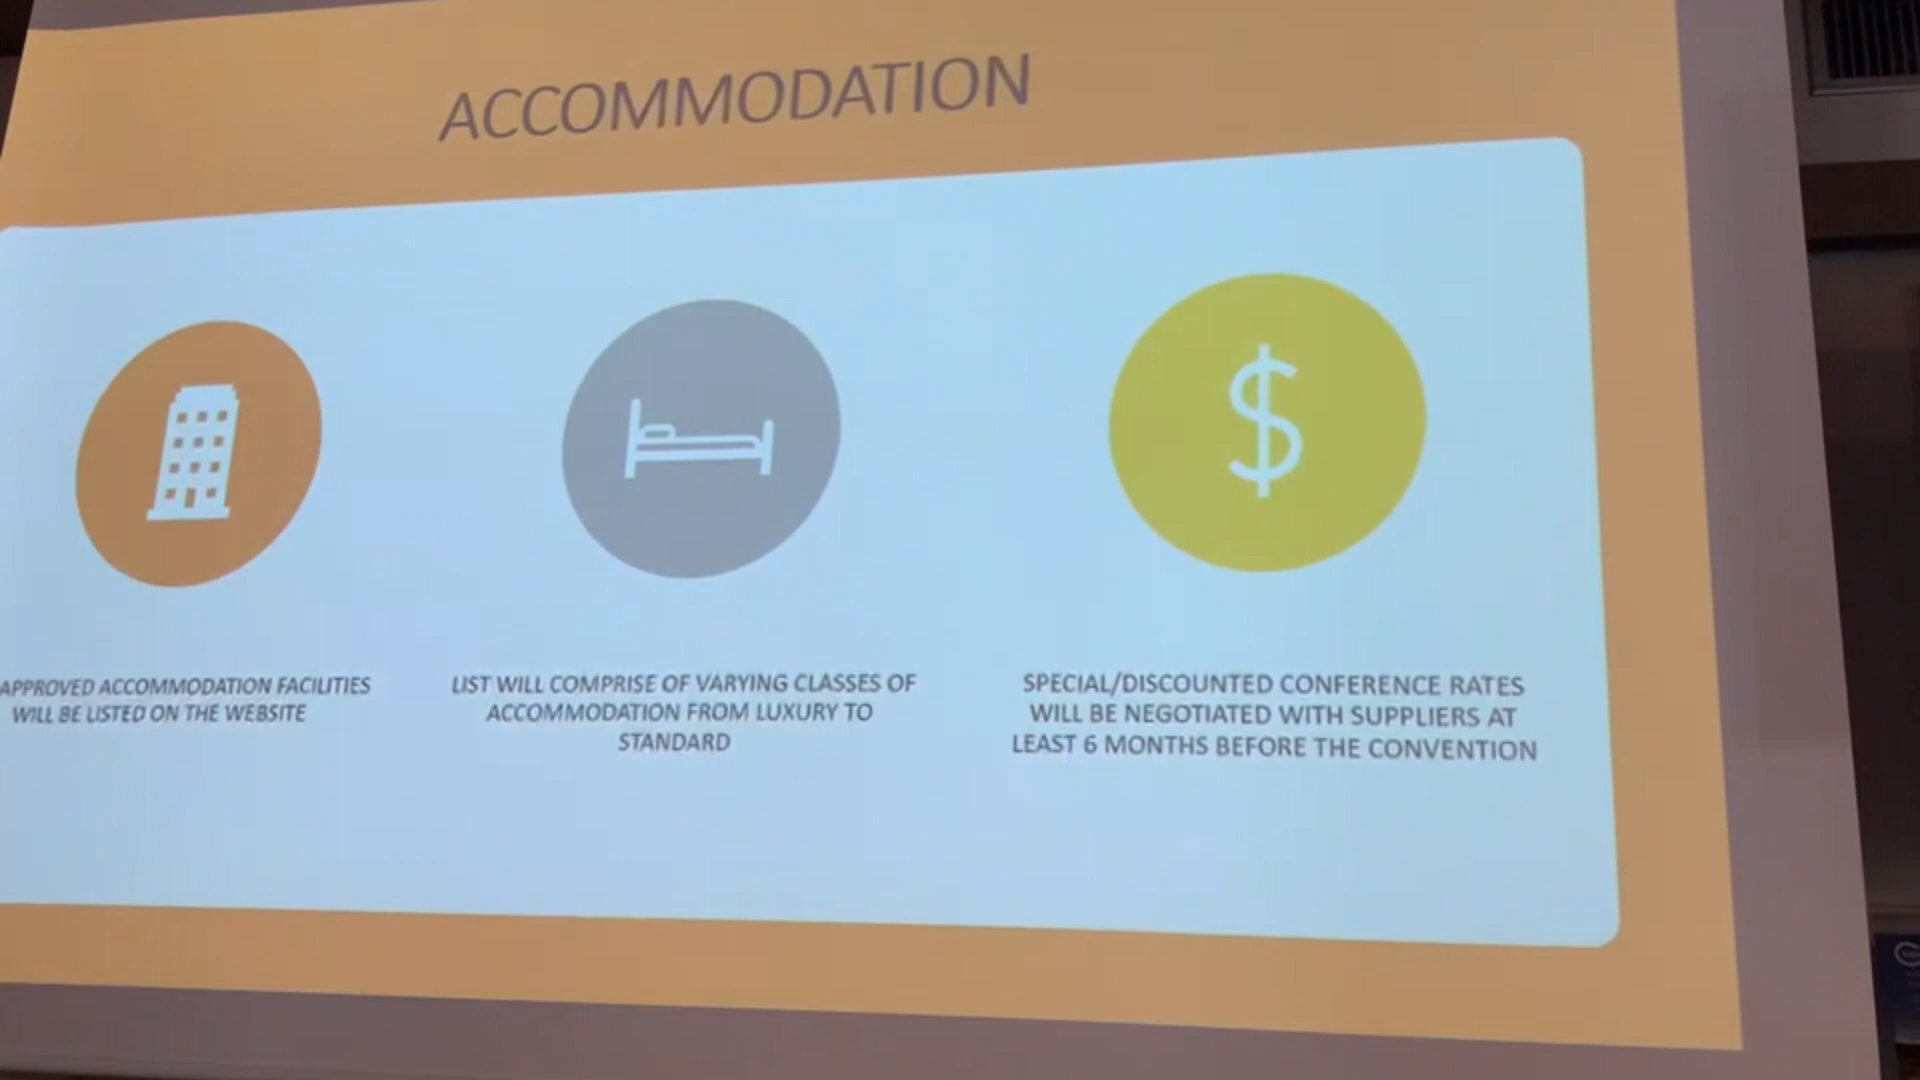 ACCOMMODATION
APPROVED ACCOMMODATION FACILITIES
WILL BE LISTED ON THE WEBSITE
LIST WILL COMPRISE OF VARYING CLASSES OF
ACCOMMODATION FROM LUXURY TO
STANDARD
SPECIAL/DISCOUNTED CONFERENCE RATES
WILL BE NEGOTIATED WITH SUPPLIERS AT
LEAST 6 MONTHS BEFORE THE CONVENTION